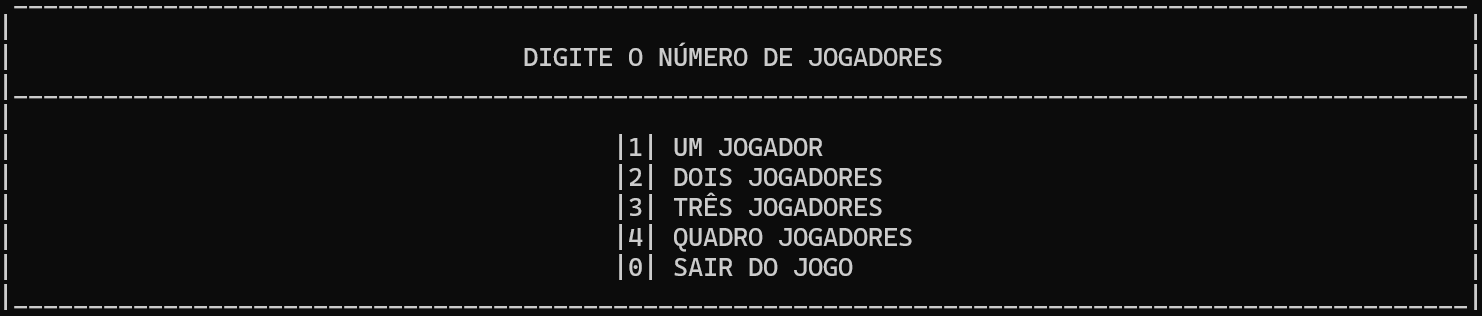 DIGITE O NÚMERO DE JOGADORES
|1| UM JOGADOR
|2| DOIS JOGADORES
|3| TRÊS JOGADORES
|4| QUADRO JOGADORES
|0| SAIR DO JOGO